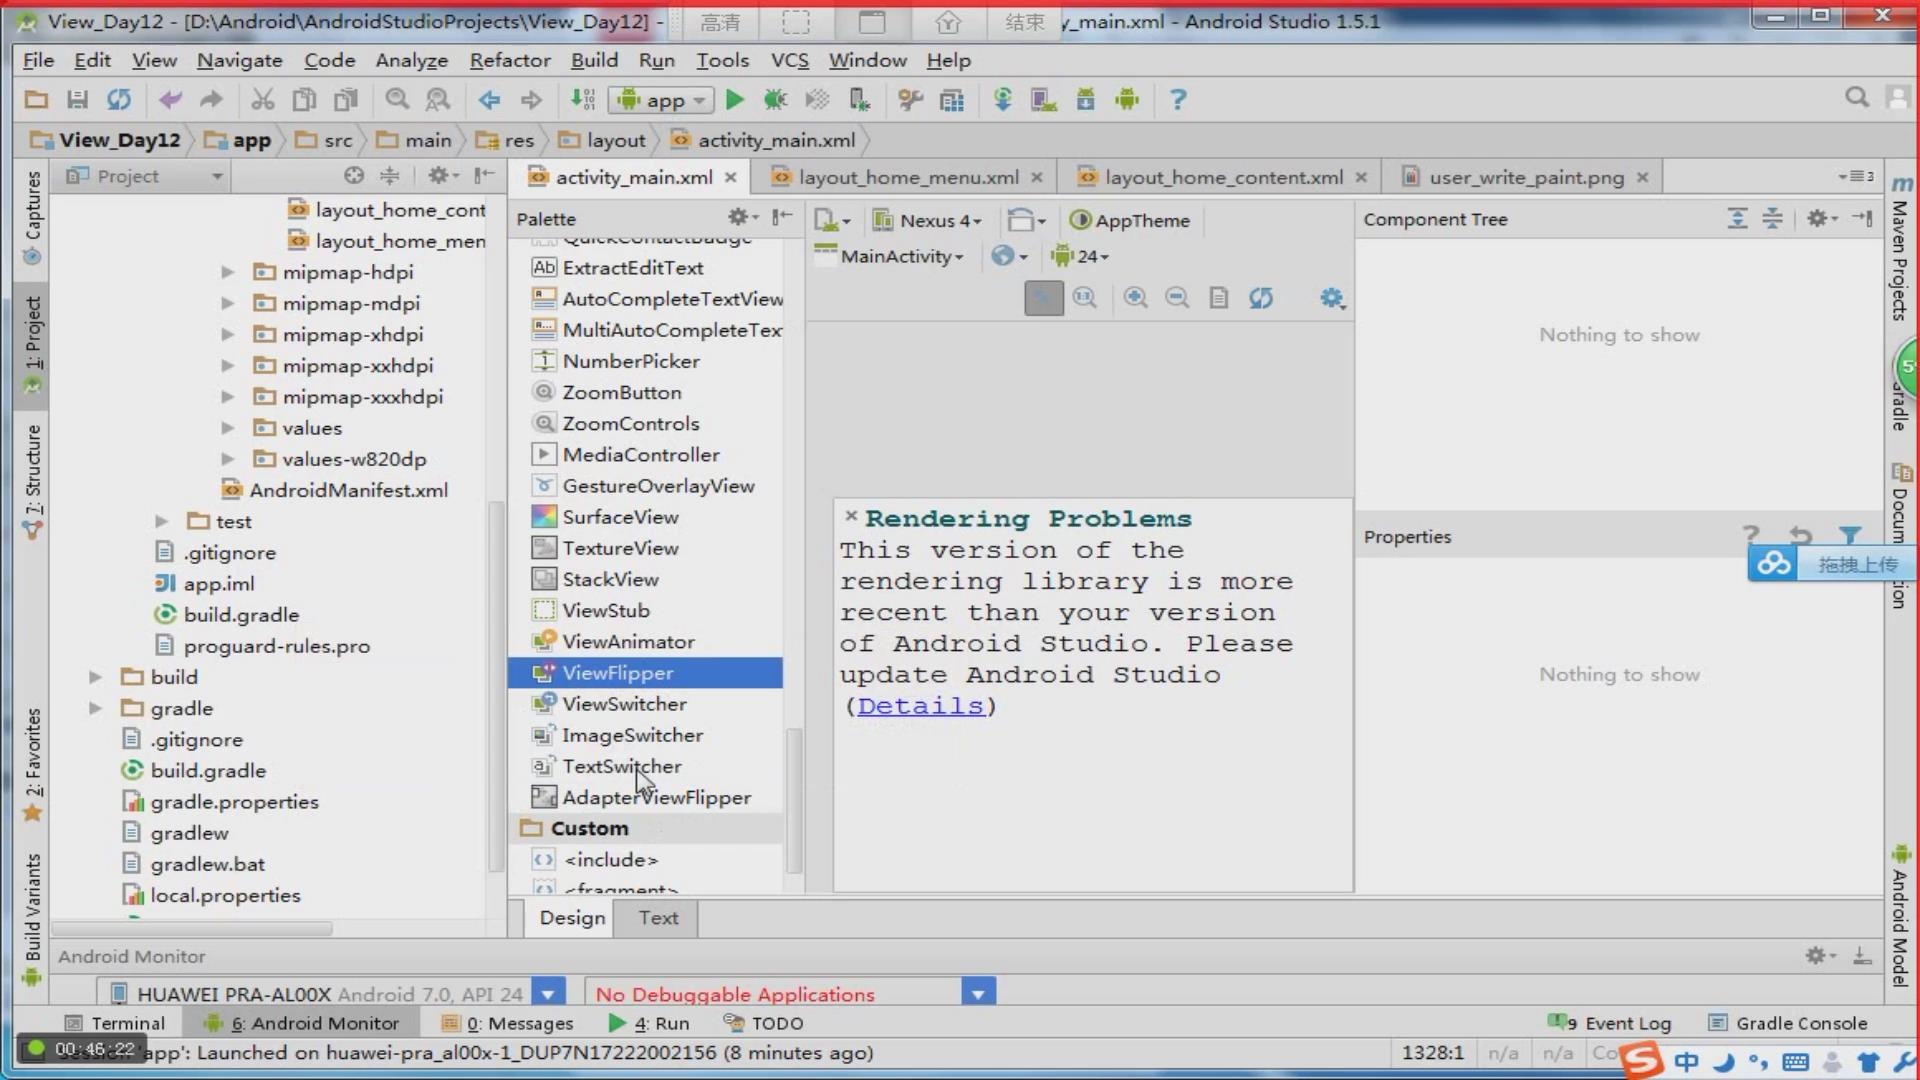 View_Day12 - [D:\Android\AndroidStudioProjects\View_Day12] -
高清
结束
y_main.xml - Android Studio 1.5.1
File Edit View Navigate Code Analyze Refactor Build Run Tools VCS Window Help
app
View_Day12 app src main res layout activity_main.xml
Project
activity_main.xml
layout_home_menu.xml
layout_home_content.xml
user_write_paint.png
3
Captures
1: Project
7: Structure
2: Favorites
Build Variants
layout_home_cont
layout_home_men
mipmap-hdpi
mipmap-mdpi
mipmap-xhdpi
mipmap-xxhdpi
mipmap-xxxhdpi
values
values-w820dp
AndroidManifest.xml
test
.gitignore
app.iml
build.gradle
proguard-rules.pro
build
gradle
.gitignore
build.gradle
gradle.properties
gradlew
gradlew.bat
local.properties
Palette
QuickContactBadge
ExtractEditText
AutoCompleteTextView
MultiAutoCompleteTex
NumberPicker
ZoomButton
ZoomControls
MediaController
GestureOverlayView
SurfaceView
TextureView
StackView
ViewStub
ViewAnimator
ViewFlipper
ViewSwitcher
ImageSwitcher
TextSwitcher
AdapterViewFlipper
Custom
<include>
<fragment>
Design Text
Nexus 4 AppTheme
MainActivity 24
Rendering Problems
This version of the
rendering library is more
recent than your version
of Android Studio. Please
update Android Studio
(Details)
Component Tree
Nothing to show
Properties
拖拽上传
Nothing to show
Maven Projects
Android Model
Android Monitor
HUAWEI PRA-AL00X Android 7.0, API 24
No Debuggable Applications
Terminal 6: Android Monitor 0: Messages 4: Run TODO
9 Event Log Gradle Console
00:46:22
'app': Launched on huawei-pra_al00x-1_DUP7N17222002156 (8 minutes ago)
1328:1 n/a n/a
中